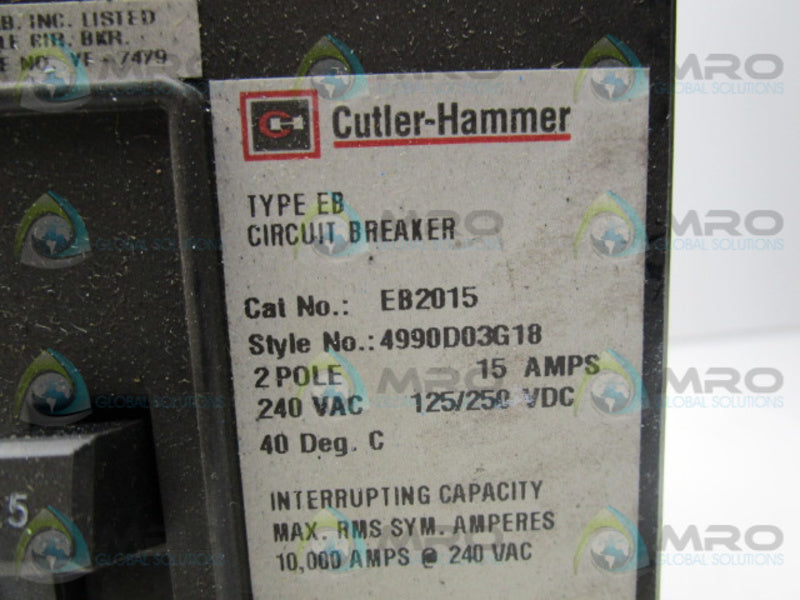 B. INC. LISTED
LE CIR. BKR.
E NO. YE-7479
Cutler-Hammer
TYPE EB
CIRCUIT BREAKER
Cat No.: EB2015
Style No.: 4990D03G18
2 POLE 15 AMPS
240 VAC 125/250 VDC
40 Deg. C
INTERRUPTING CAPACITY
MAX. RMS SYM. AMPERES
10,000 AMPS @ 240 VAC
5
MRO
GLOBAL SOLUTIONS